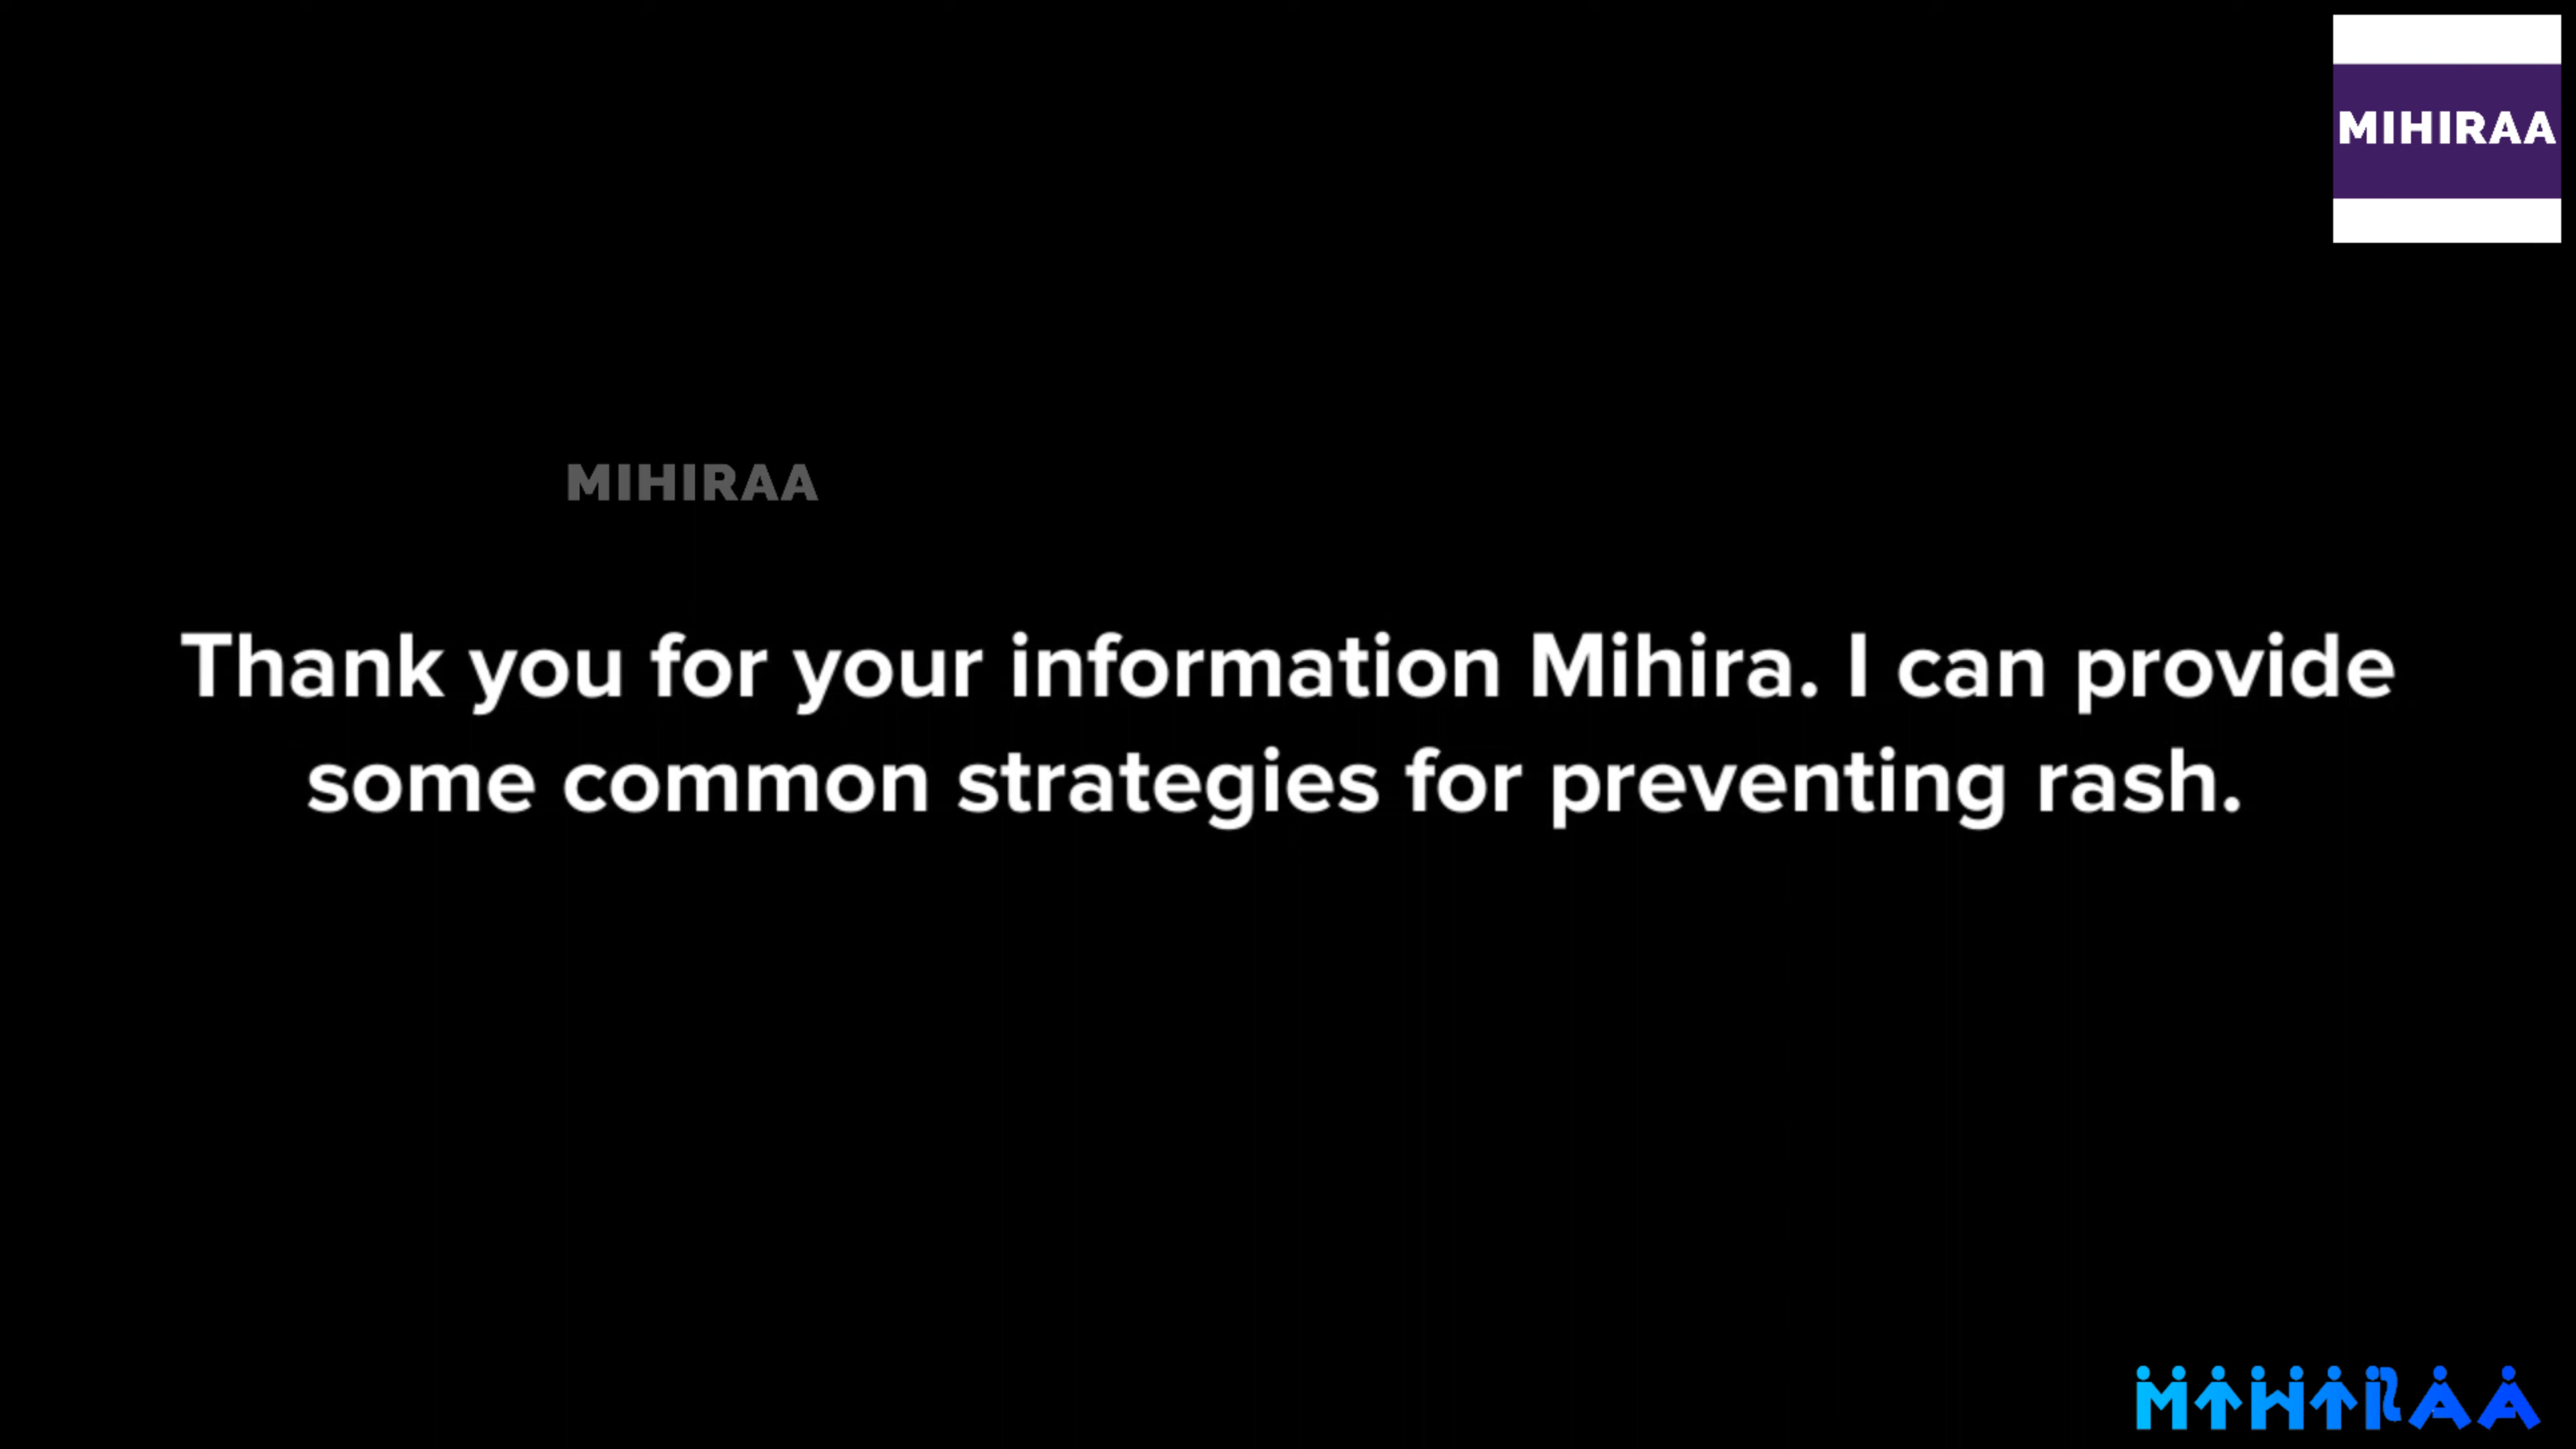 MIHIRAA
MIHIRAA
Thank you for your information Mihira. I can provide
some common strategies for preventing rash.
MIHIRAA